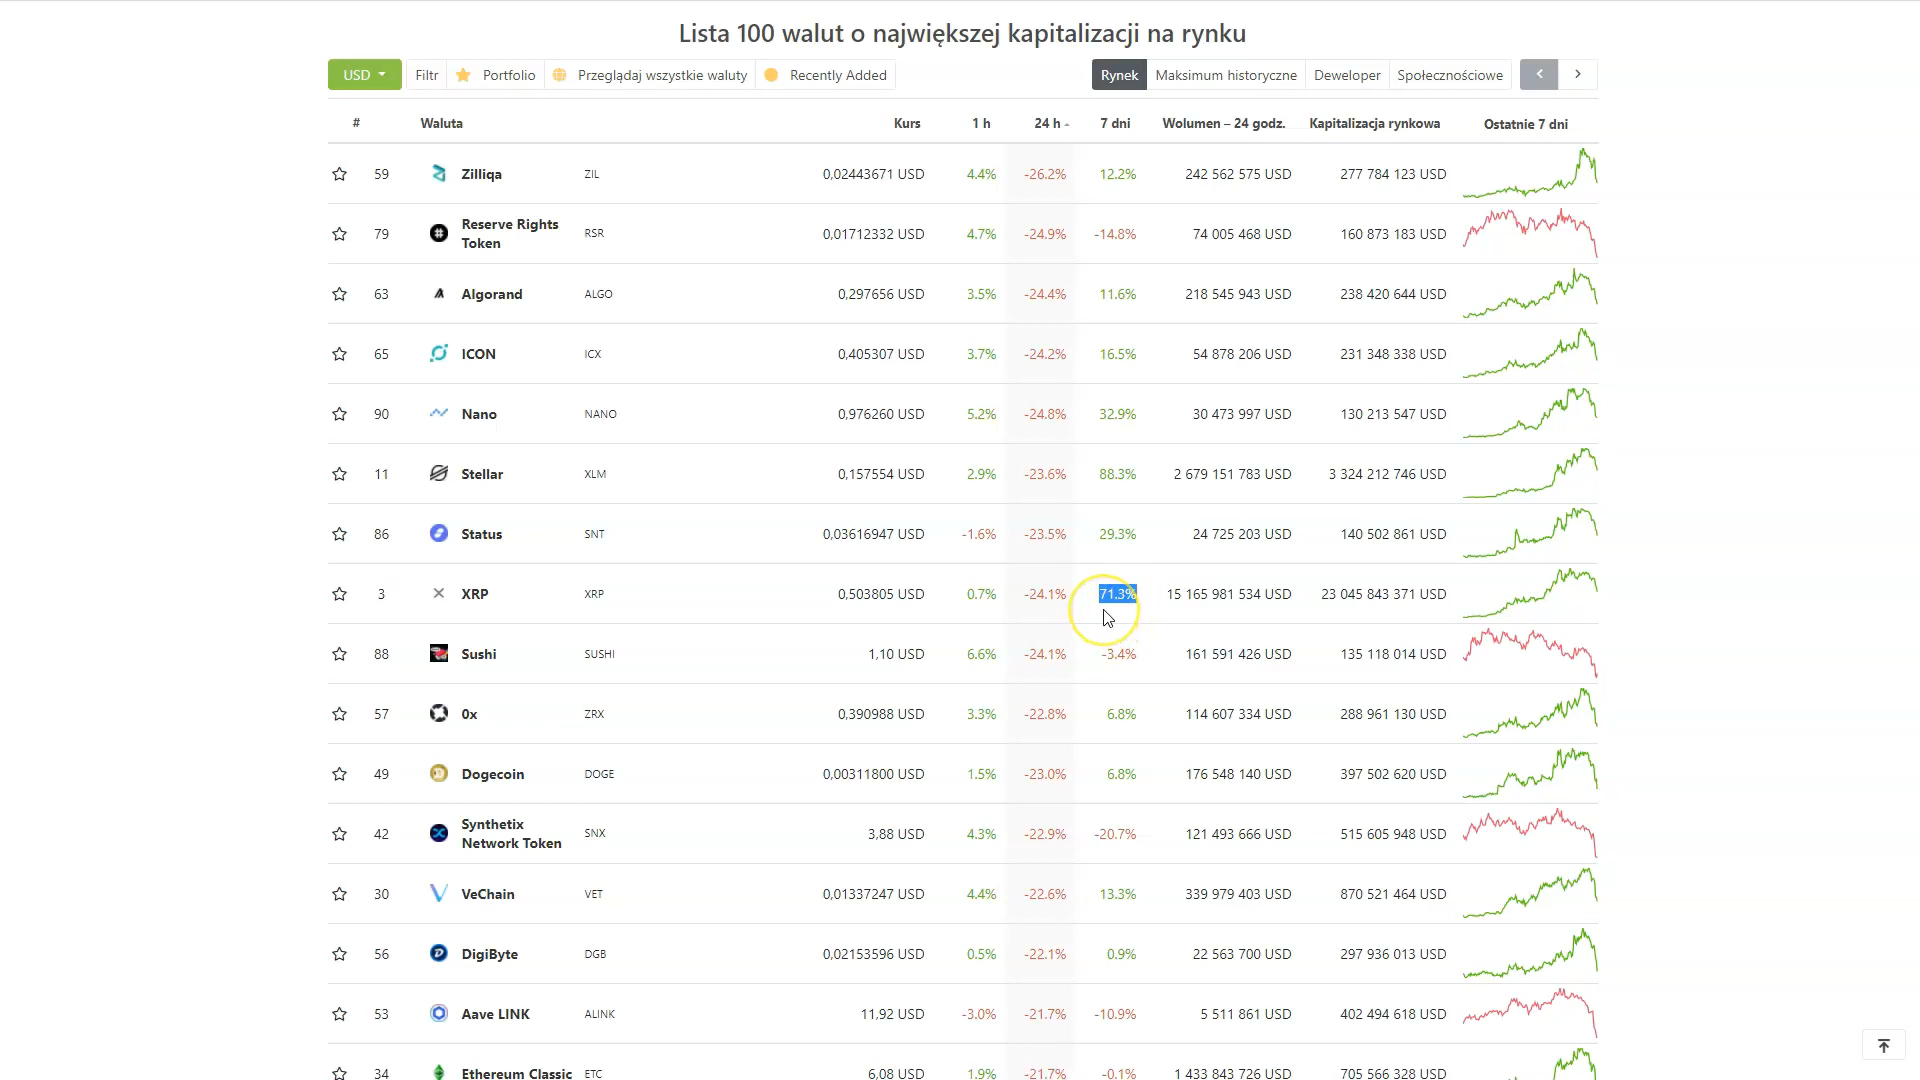 Lista 100 walut o największej kapitalizacji na rynku
USD Filtr Portfolio Przeglądaj wszystkie waluty Recently Added Rynek Maksimum historyczne Deweloper Społecznościowe
# Waluta Kurs 1 h 24 h 7 dni Wolumen – 24 godz. Kapitalizacja rynkowa Ostatnie 7 dni
59 Zilliqa ZIL 0,02443671 USD 4.4% -26.2% 12.2% 242 562 575 USD 277 784 123 USD
79 Reserve Rights Token RSR 0,01712332 USD 4.7% -24.9% -14.8% 74 005 468 USD 160 873 183 USD
63 Algorand ALGO 0,297656 USD 3.5% -24.4% 11.6% 218 545 943 USD 238 420 644 USD
65 ICON ICX 0,405307 USD 3.7% -24.2% 16.5% 54 878 206 USD 231 348 338 USD
90 Nano NANO 0,976260 USD 5.2% -24.8% 32.9% 30 473 997 USD 130 213 547 USD
11 Stellar XLM 0,157554 USD 2.9% -23.6% 88.3% 2 679 151 783 USD 3 324 212 746 USD
86 Status SNT 0,03616947 USD -1.6% -23.5% 29.3% 24 725 203 USD 140 502 861 USD
3 XRP XRP 0,503805 USD 0.7% -24.1% 71.3% 15 165 981 534 USD 23 045 843 371 USD
88 Sushi SUSHI 1,10 USD 6.6% -24.1% -3.4% 161 591 426 USD 135 118 014 USD
57 0x ZRX 0,390988 USD 3.3% -22.8% 6.8% 114 607 334 USD 288 961 130 USD
49 Dogecoin DOGE 0,00311800 USD 1.5% -23.0% 6.8% 176 548 140 USD 397 502 620 USD
42 Synthetix Network Token SNX 3,88 USD 4.3% -22.9% -20.7% 121 493 666 USD 515 605 948 USD
30 VeChain VET 0,01337247 USD 4.4% -22.6% 13.3% 339 979 403 USD 870 521 464 USD
56 DigiByte DGB 0,02153596 USD 0.5% -22.1% 0.9% 22 563 700 USD 297 936 013 USD
53 Aave LINK ALINK 11,92 USD -3.0% -21.7% -10.9% 5 511 861 USD 402 494 618 USD
34 Ethereum Classic ETC 6,08 USD 1.9% -21.7% -0.1% 1 433 843 726 USD 705 566 328 USD